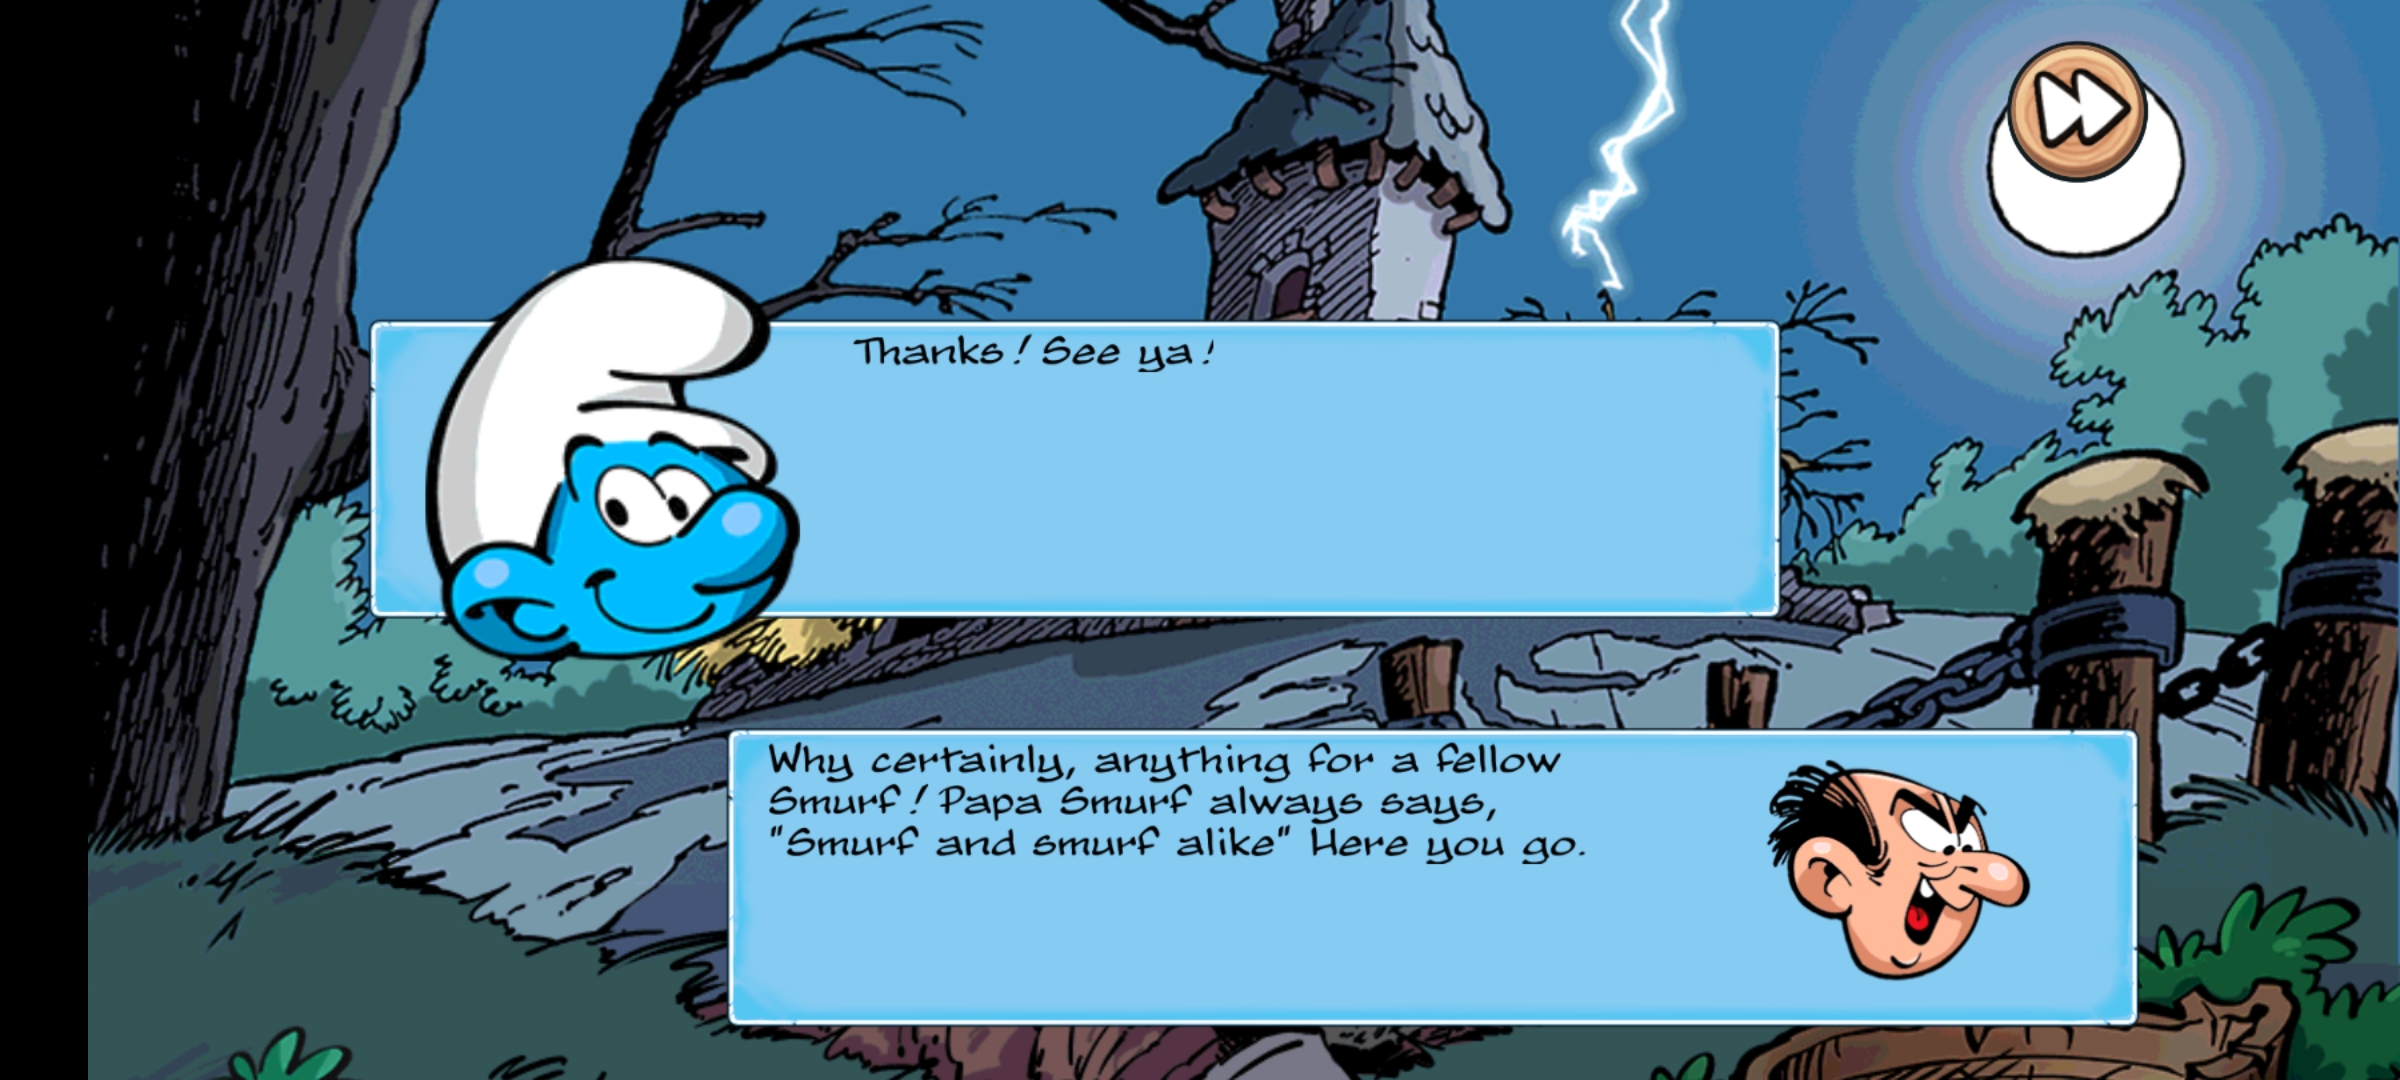 Thanks! See ya!
Why certainly, anything for a fellow
Smurf! Papa Smurf always says,
"Smurf and smurf alike" Here you go.